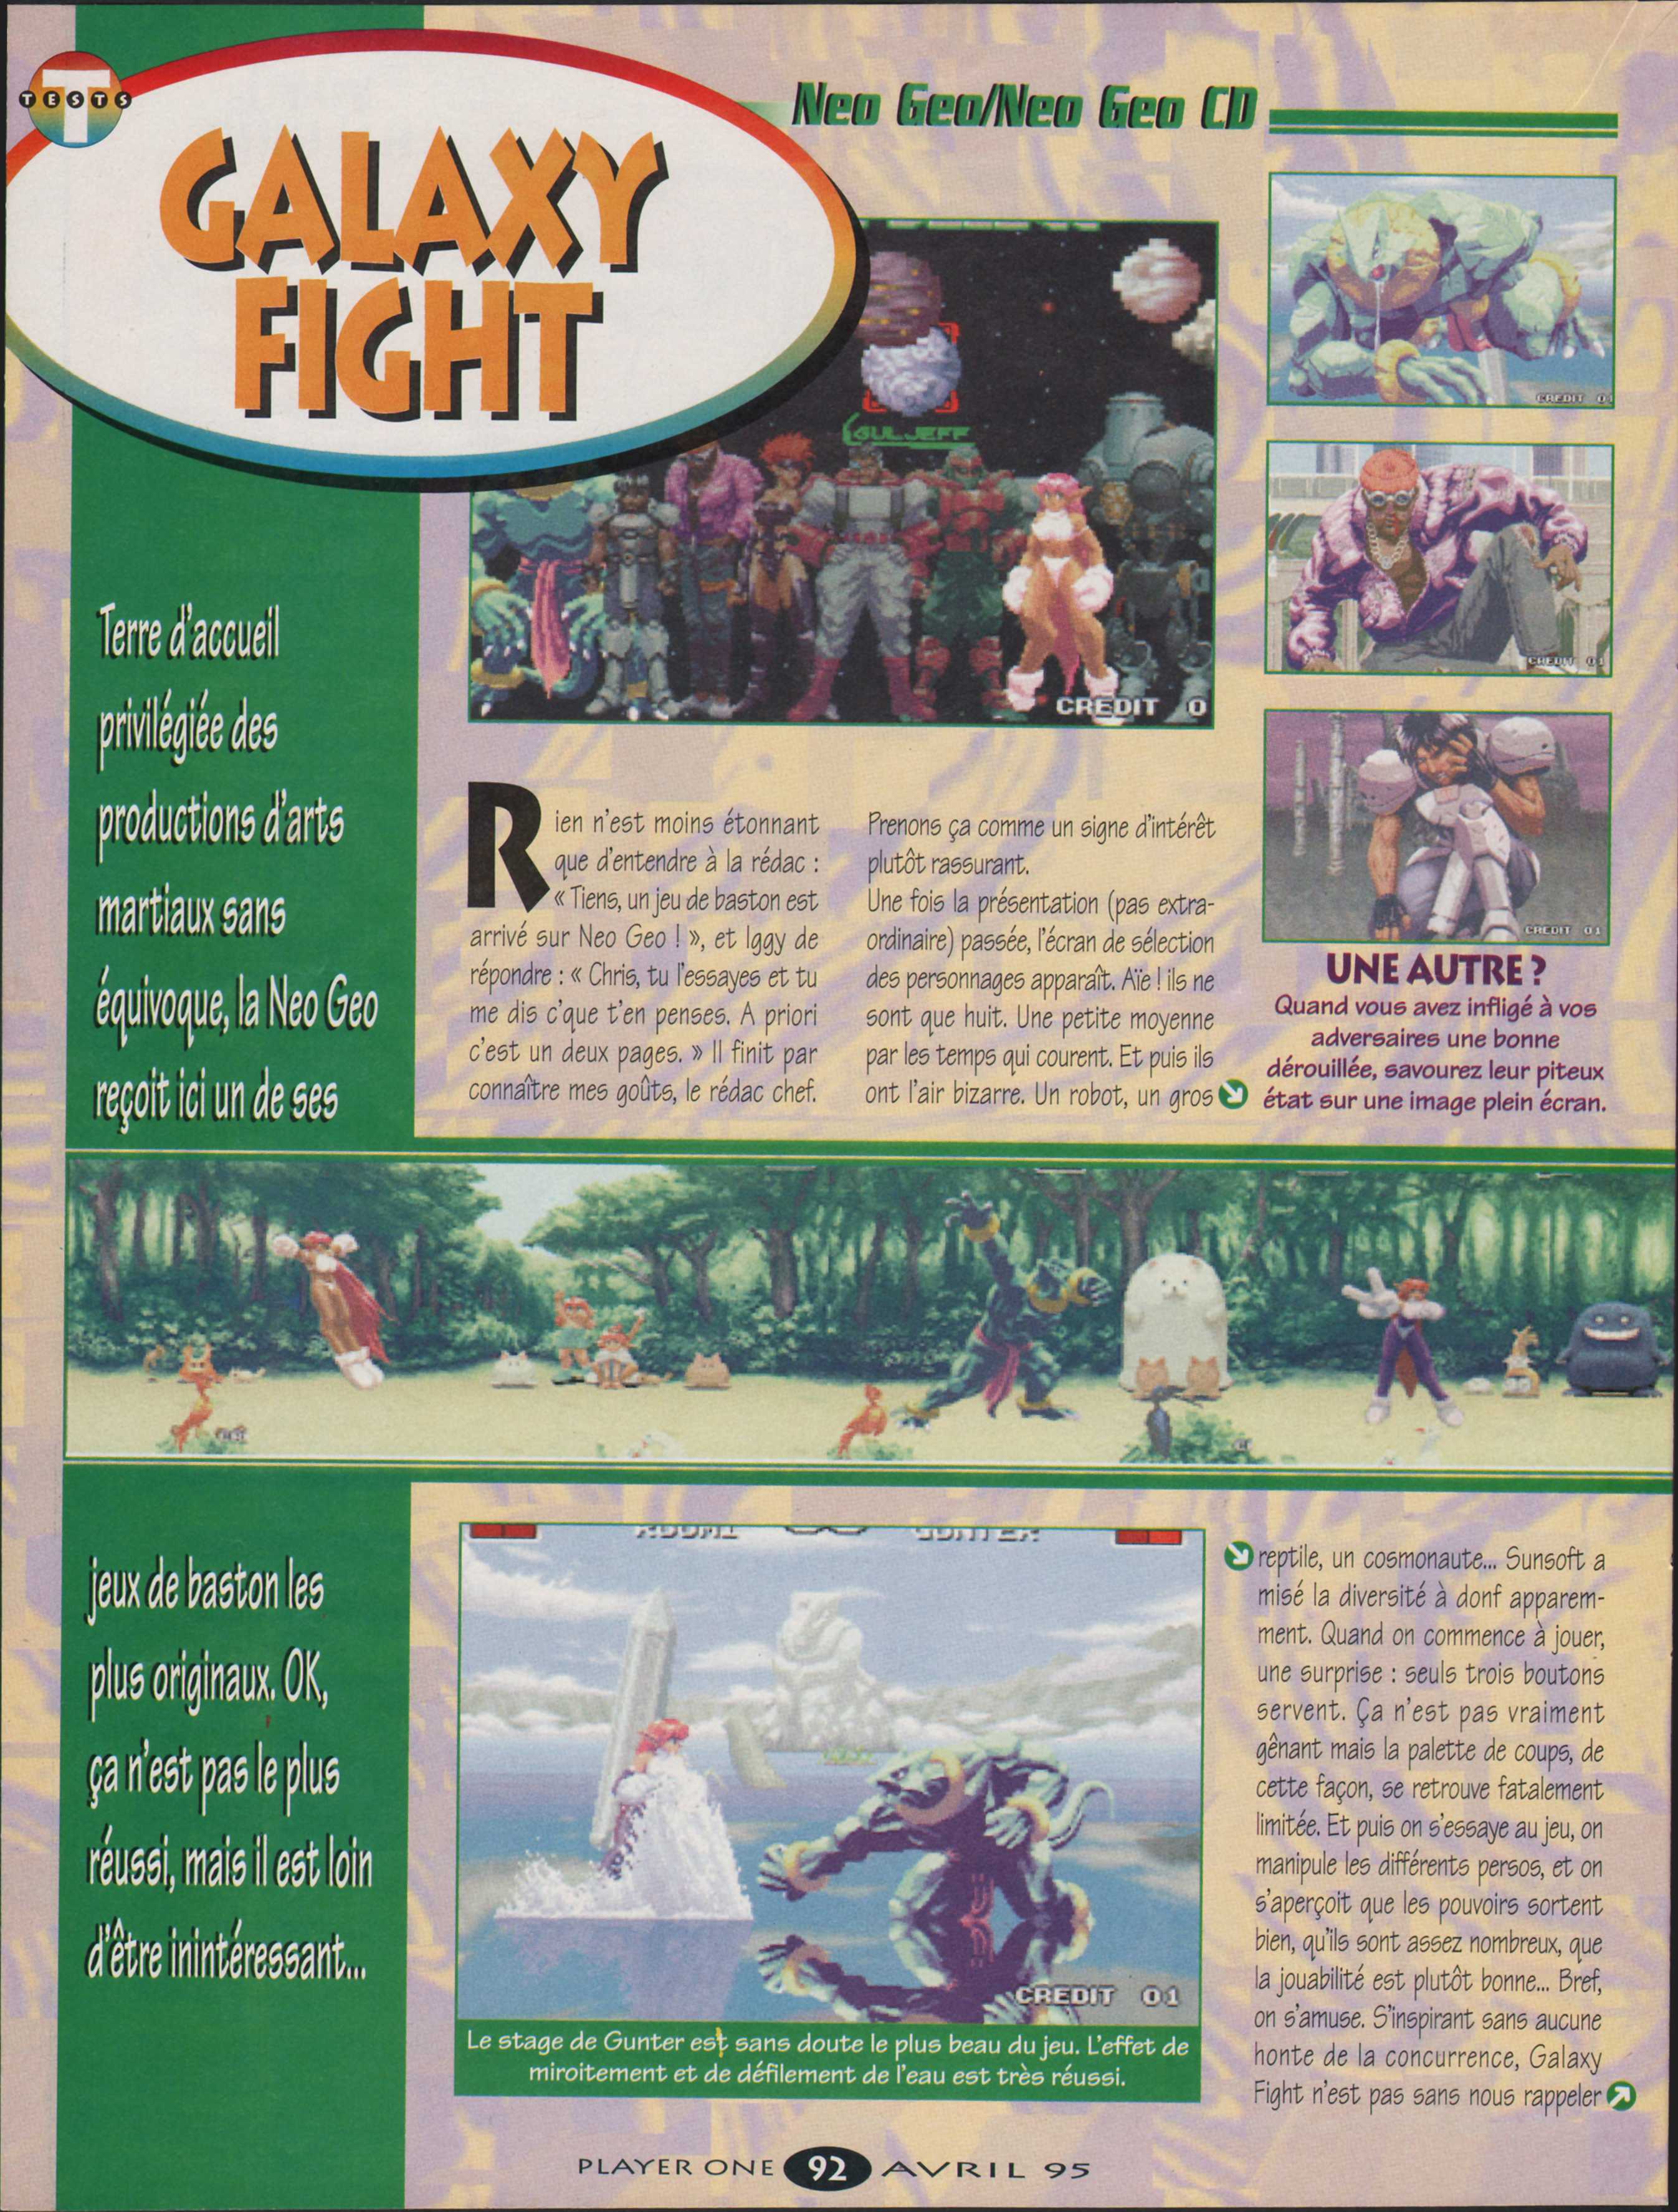 TESTS
GALAXY
FIGHT
Neo Geo/Neo Geo CD
GULJEFF
CREDIT 0
CREDIT 01
CREDIT 01
CREDIT 01
Terre d'accueil
privilégiée des
productions d'arts
martiaux sans
équivoque, la Neo Geo
reçoit ici un de ses
jeux de baston les
plus originaux. OK,
ça n'est pas le plus
réussi, mais il est loin
d'être inintéressant...
Rien n'est moins étonnant
que d'entendre à la rédac :
« Tiens, un jeu de baston est
arrivé sur Neo Geo ! », et Iggy de
répondre : « Chris, tu l'essayes et tu
me dis c'que t'en penses. A priori
c'est un deux pages. » Il finit par
connaître mes goûts, le rédac chef.
Prenons ça comme un signe d'intérêt
plutôt rassurant.
Une fois la présentation (pas extra-
ordinaire) passée, l'écran de sélection
des personnages apparaît. Aïe ! ils ne
sont que huit. Une petite moyenne
par les temps qui courent. Et puis ils
ont l'air bizarre. Un robot, un gros
UNE AUTRE ?
Quand vous avez infligé à vos
adversaires une bonne
dérouillée, savourez leur piteux
état sur une image plein écran.
ROOMI GUNTER
CREDIT 01
Le stage de Gunter est sans doute le plus beau du jeu. L'effet de
miroitement et de défilement de l'eau est très réussi.
reptile, un cosmonaute... Sunsoft a
misé la diversité à donf apparem-
ment. Quand on commence à jouer,
une surprise : seuls trois boutons
servent. Ça n'est pas vraiment
gênant mais la palette de coups, de
cette façon, se retrouve fatalement
limitée. Et puis on s'essaye au jeu, on
manipule les différents persos, et on
s'aperçoit que les pouvoirs sortent
bien, qu'ils sont assez nombreux, que
la jouabilité est plutôt bonne... Bref,
on s'amuse. S'inspirant sans aucune
honte de la concurrence, Galaxy
Fight n'est pas sans nous rappeler
PLAYER ONE 92 AVRIL 95